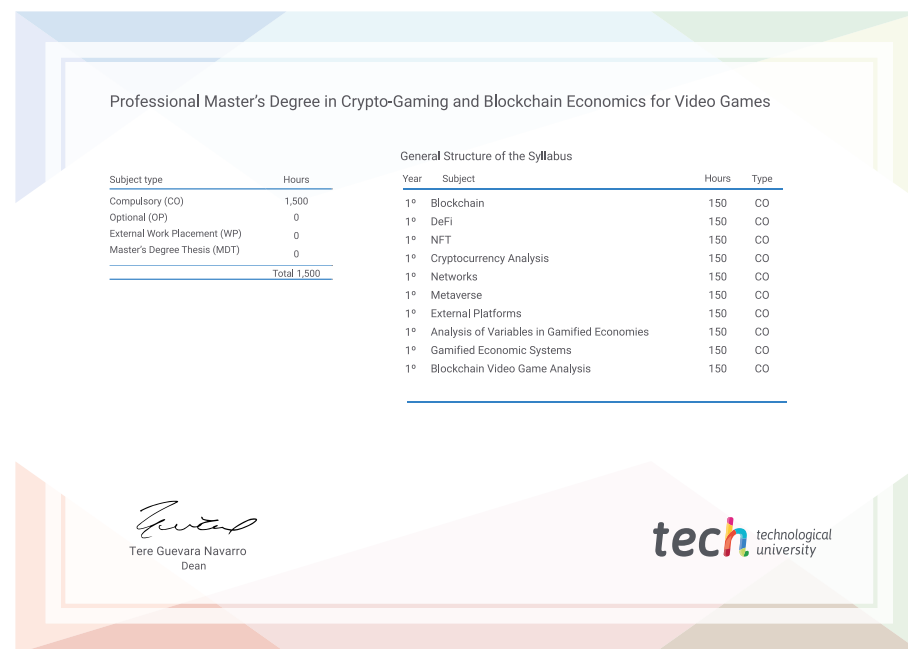 Professional Master's Degree in Crypto-Gaming and Blockchain Economics for Video Games
Subject type Hours
Compulsory (CO) 1,500
Optional (OP) 0
External Work Placement (WP) 0
Master's Degree Thesis (MDT) 0
Total 1,500
General Structure of the Syllabus
Year Subject Hours Type
1º Blockchain 150 CO
1º DeFi 150 CO
1º NFT 150 CO
1º Cryptocurrency Analysis 150 CO
1º Networks 150 CO
1º Metaverse 150 CO
1º External Platforms 150 CO
1º Analysis of Variables in Gamified Economies 150 CO
1º Gamified Economic Systems 150 CO
1º Blockchain Video Game Analysis 150 CO
Tere Guevara Navarro
Dean
tech technological
university